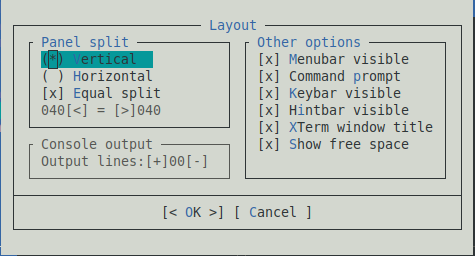 Layout
Panel split
(*) Vertical
( ) Horizontal
[x] Equal split
040[<] = [>]040
Console output
Output lines:[+]00[-]
Other options
[x] Menubar visible
[x] Command prompt
[x] Keybar visible
[x] Hintbar visible
[x] XTerm window title
[x] Show free space
[< OK >] [ Cancel ]